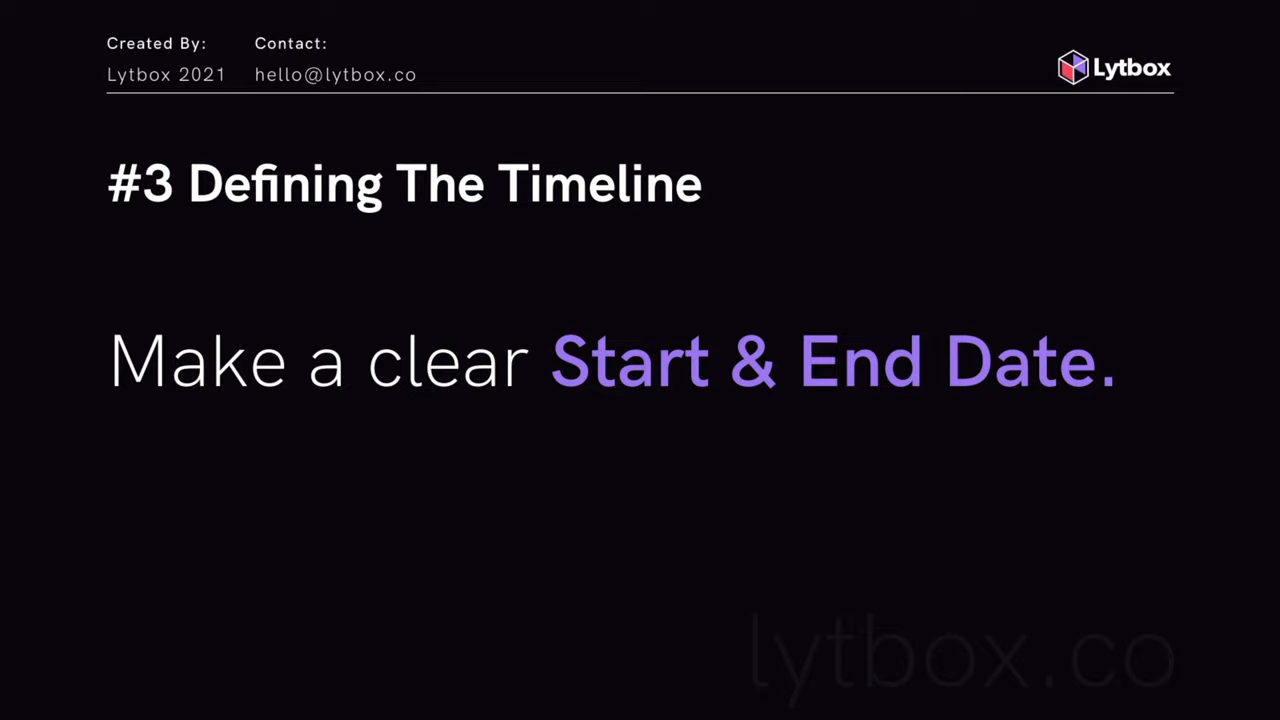 Created By: Contact:
Lytbox 2021 hello@lytbox.co
Lytbox
#3 Defining The Timeline
Make a clear Start & End Date.
lytbox.co